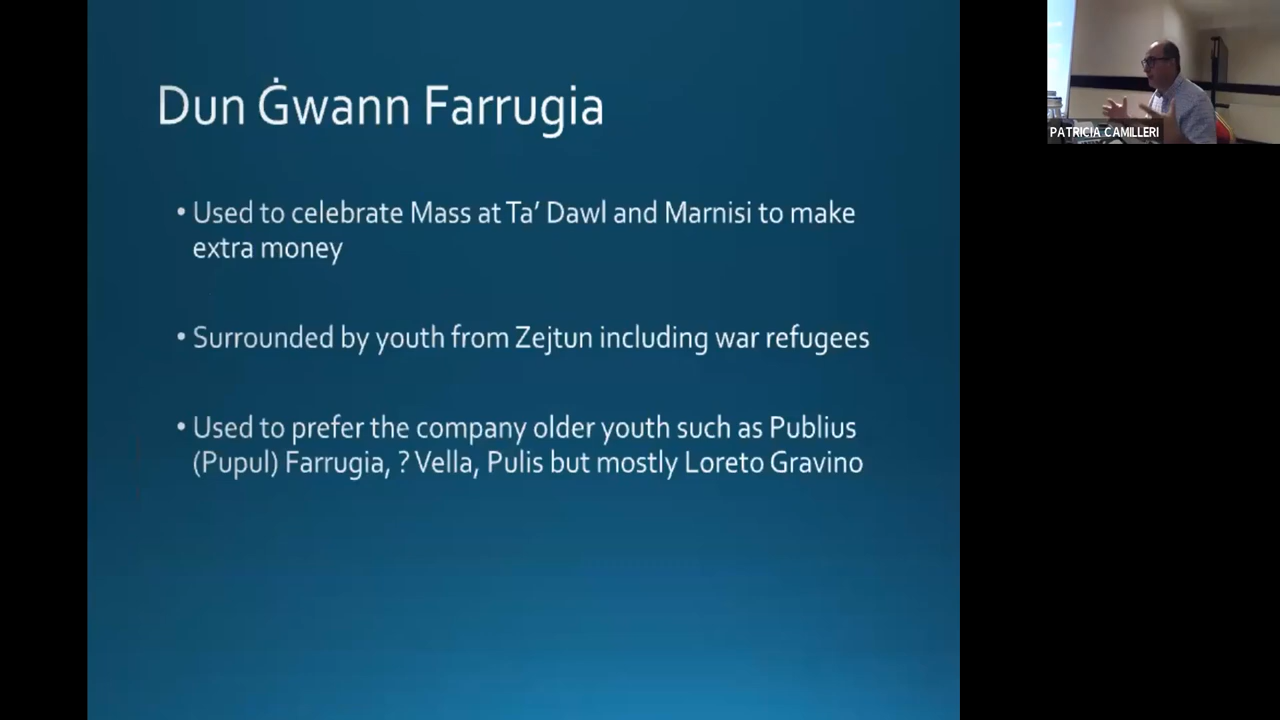 Dun Ġwann Farrugia
• Used to celebrate Mass at Ta’ Dawl and Marnisi to make
extra money
• Surrounded by youth from Zejtun including war refugees
• Used to prefer the company older youth such as Publius
(Pupul) Farrugia, ? Vella, Pulis but mostly Loreto Gravino
PATRICIA CAMILLERI